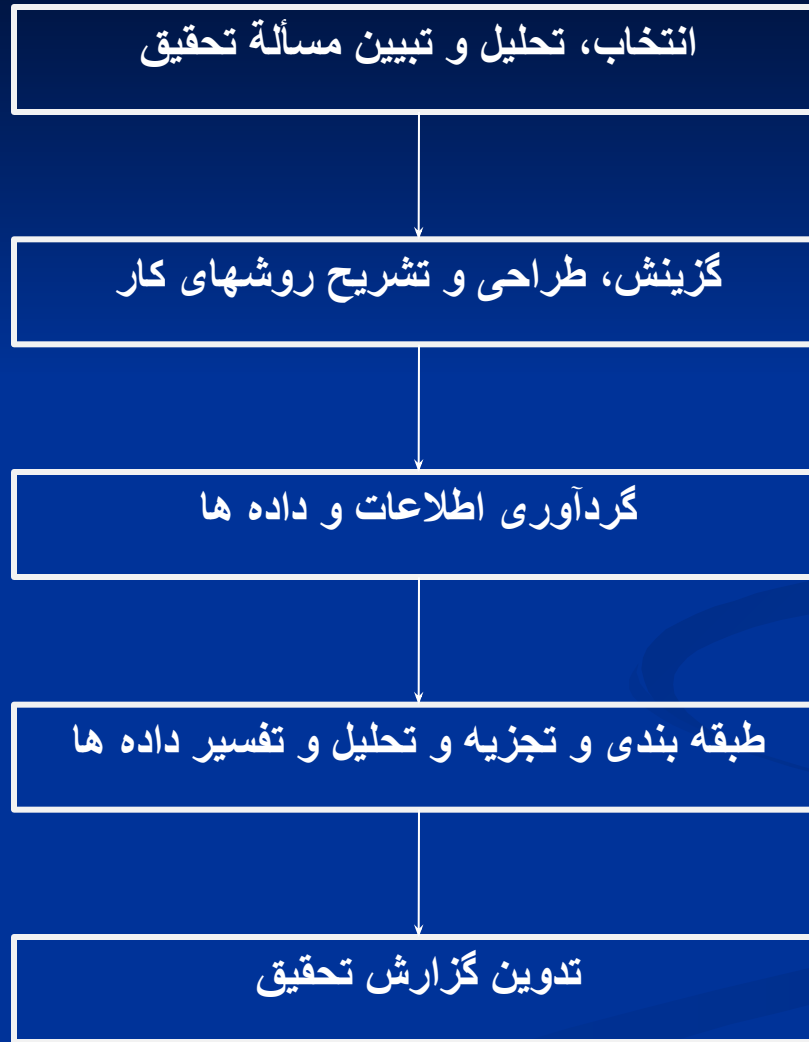 انتخاب، تحلیل و تبیین مسألة تحقیق
گزینش، طراحی و تشریح روشهای کار
گردآوری اطلاعات و داده ها
طبقه بندی و تجزیه و تحلیل و تفسیر داده ها
تدوین گزارش تحقیق